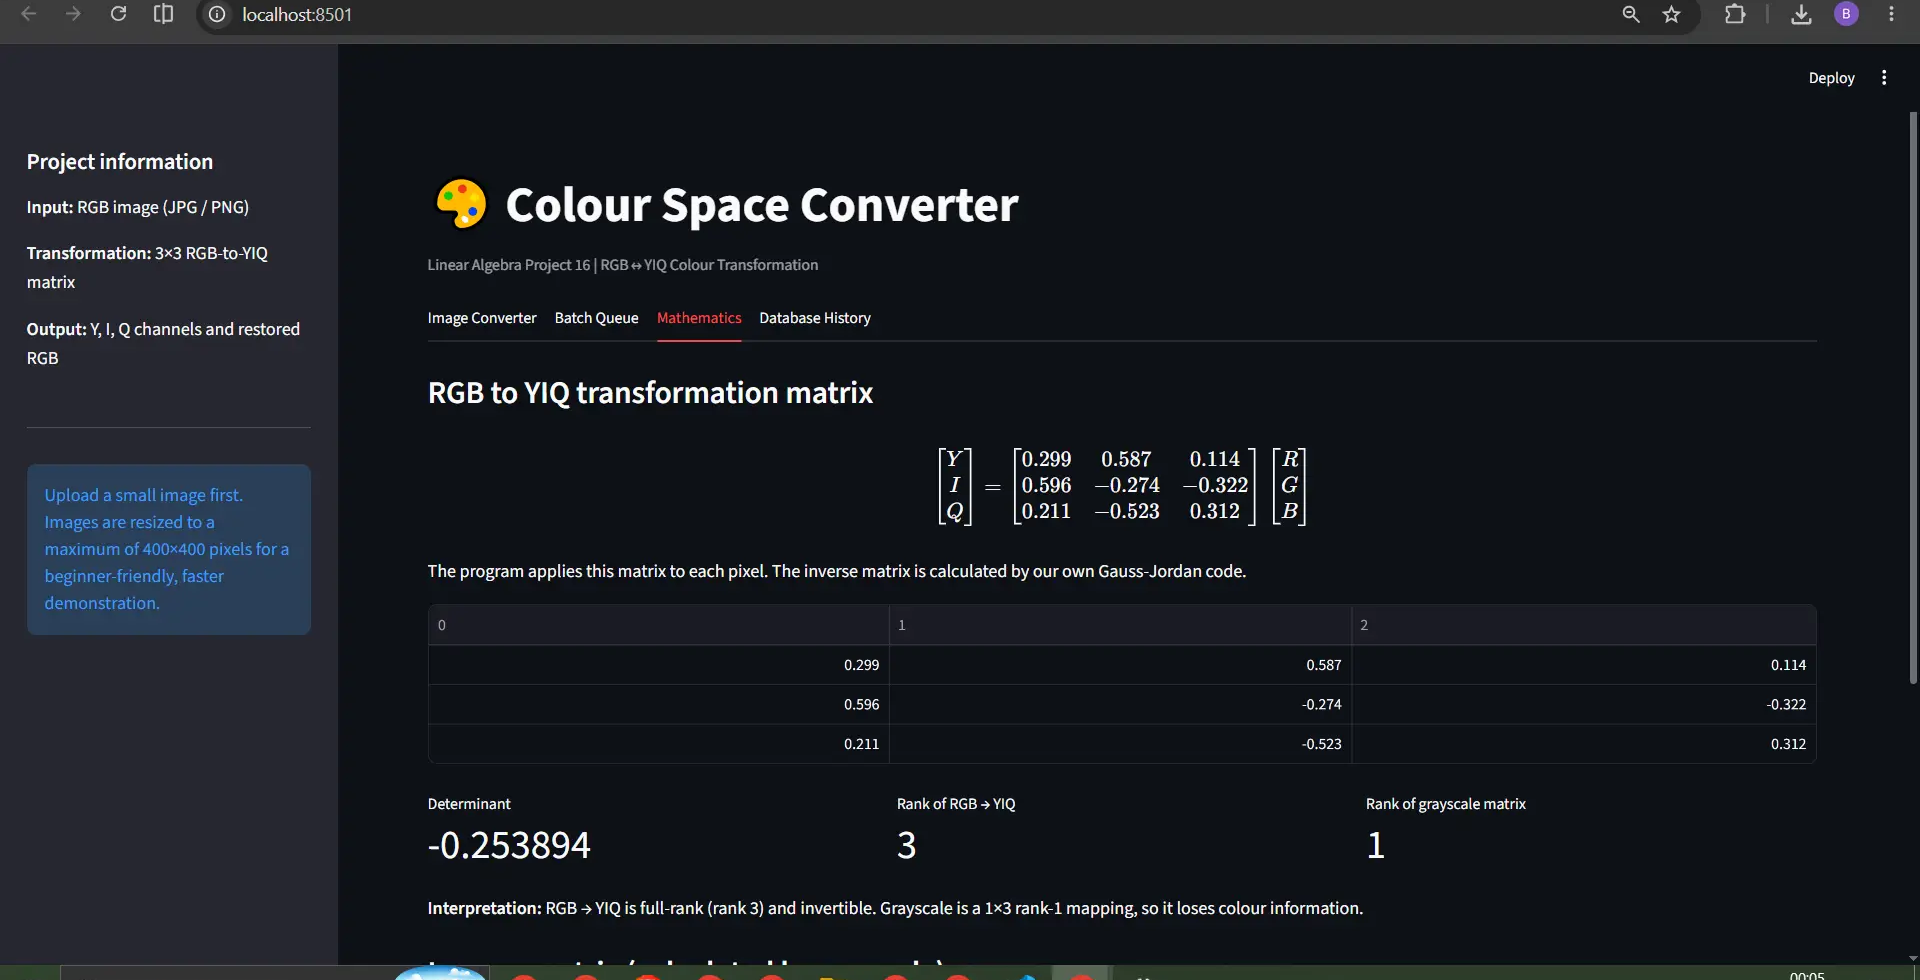 localhost:8501
B
Deploy
Project information
Input: RGB image (JPG / PNG)
Transformation: 3×3 RGB-to-YIQ
matrix
Output: Y, I, Q channels and restored
RGB
Upload a small image first.
Images are resized to a
maximum of 400×400 pixels for a
beginner-friendly, faster
demonstration.
Colour Space Converter
Linear Algebra Project 16 | RGB ↔ YIQ Colour Transformation
Image Converter Batch Queue Mathematics Database History
RGB to YIQ transformation matrix
[Y] = [0.299 0.587 0.114] [R]
[I] [0.596 −0.274 −0.322] [G]
[Q] [0.211 −0.523 0.312] [B]
The program applies this matrix to each pixel. The inverse matrix is calculated by our own Gauss-Jordan code.
0 1 2
0.299 0.587 0.114
0.596 -0.274 -0.322
0.211 -0.523 0.312
Determinant Rank of RGB → YIQ Rank of grayscale matrix
-0.253894 3 1
Interpretation: RGB → YIQ is full-rank (rank 3) and invertible. Grayscale is a 1×3 rank-1 mapping, so it loses colour information.
00:05